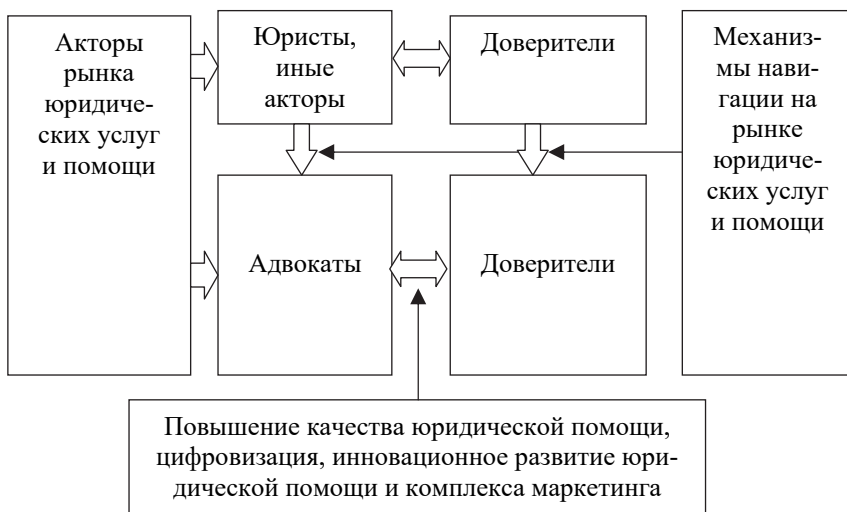 Акторы
рынка
юридиче-
ских услуг
и помощи
Юристы,
иные
акторы
Доверители
Механиз-
мы нави-
гации на
рынке
юридиче-
ских услуг
и помощи
Адвокаты
Доверители
Повышение качества юридической помощи,
цифровизация, инновационное развитие юри-
дической помощи и комплекса маркетинга